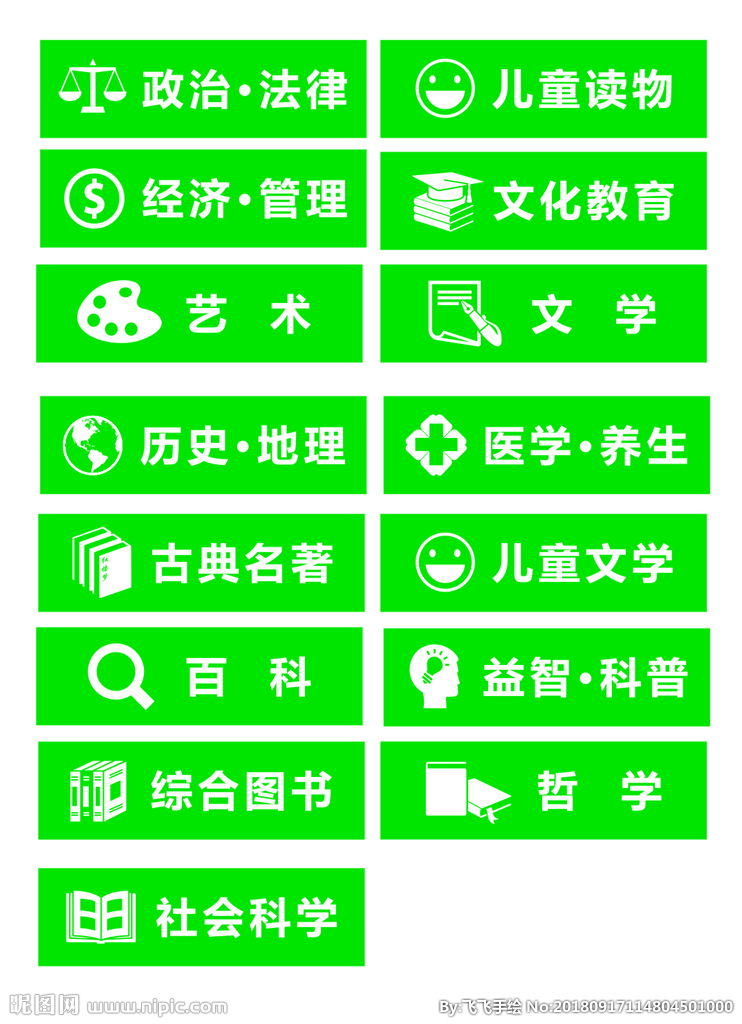 政治·法律
儿童读物
经济·管理
文化教育
艺 术
文 学
历史·地理
医学·养生
古典名著
红楼梦
儿童文学
百 科
益智·科普
综合图书
哲 学
社会科学
昵图网 www.nipic.com
By:飞飞手绘 No:20180917114804501000